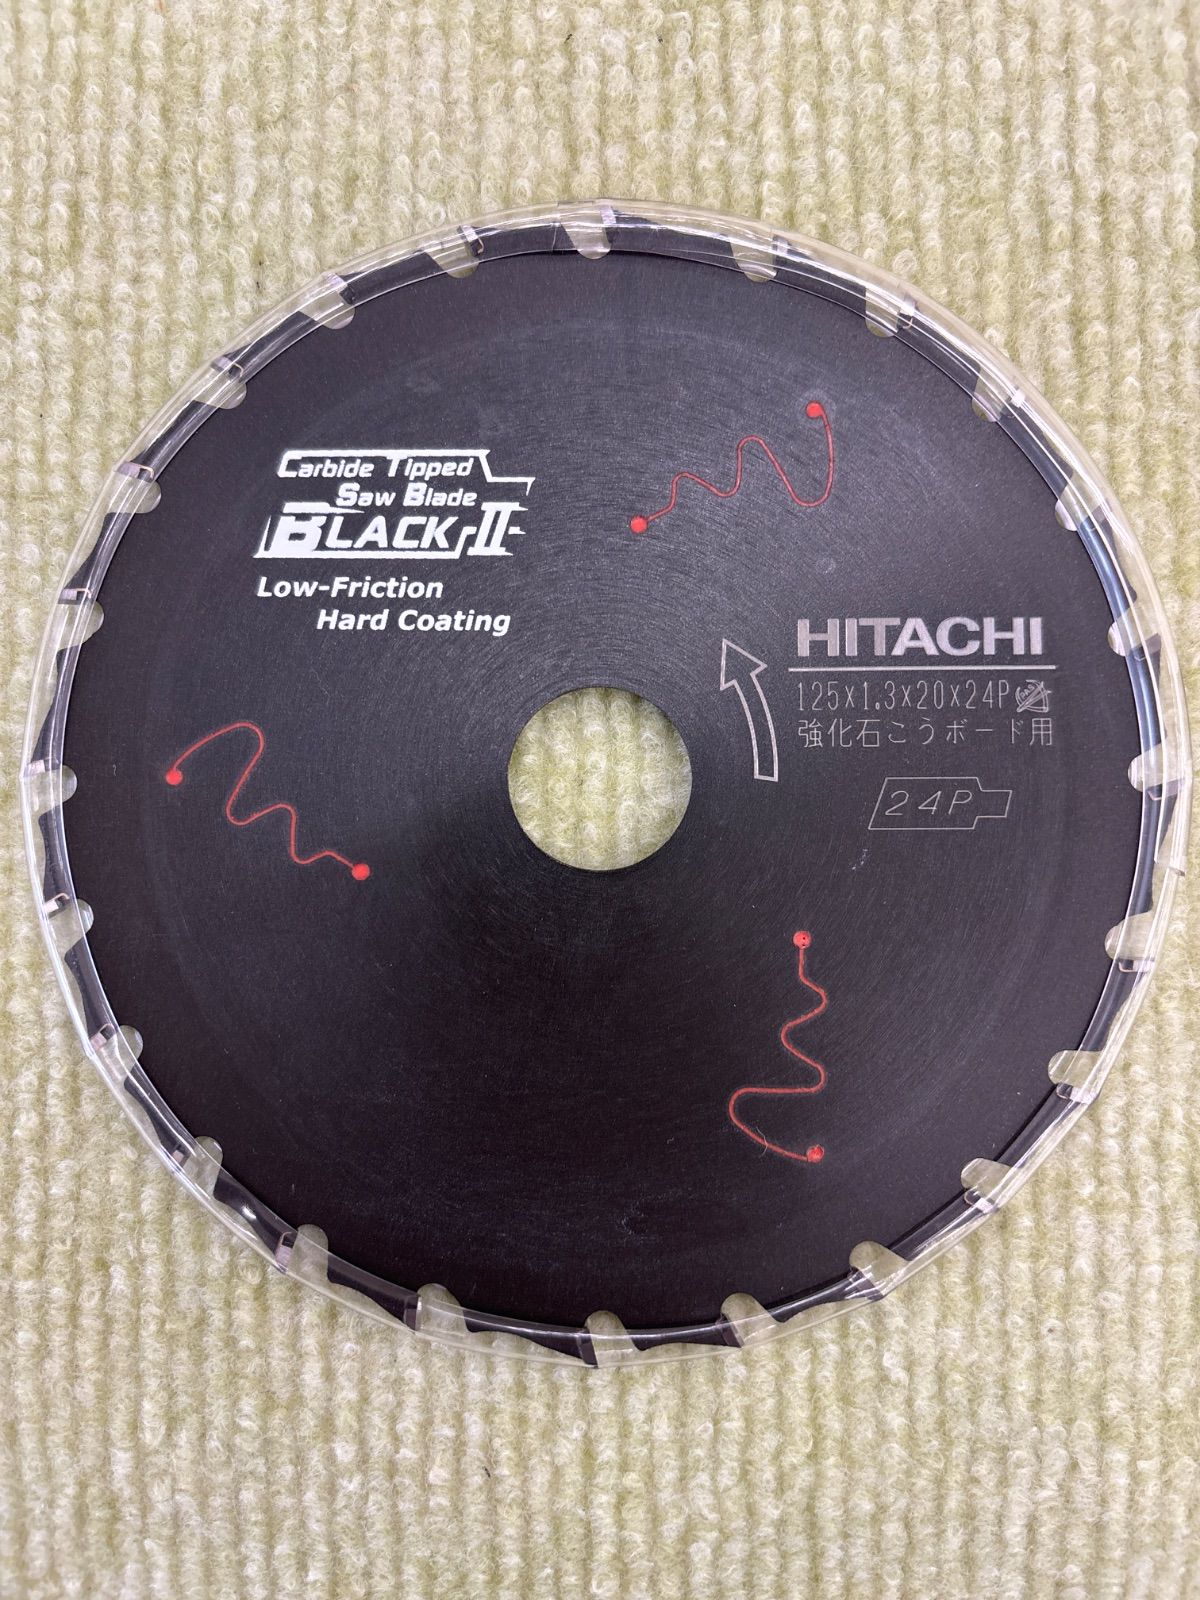 Carbide Tipped
Saw Blade
BLACK II
Low-Friction
Hard Coating
HITACHI
125x1.3x20x24P
強化石こうボード用
24P